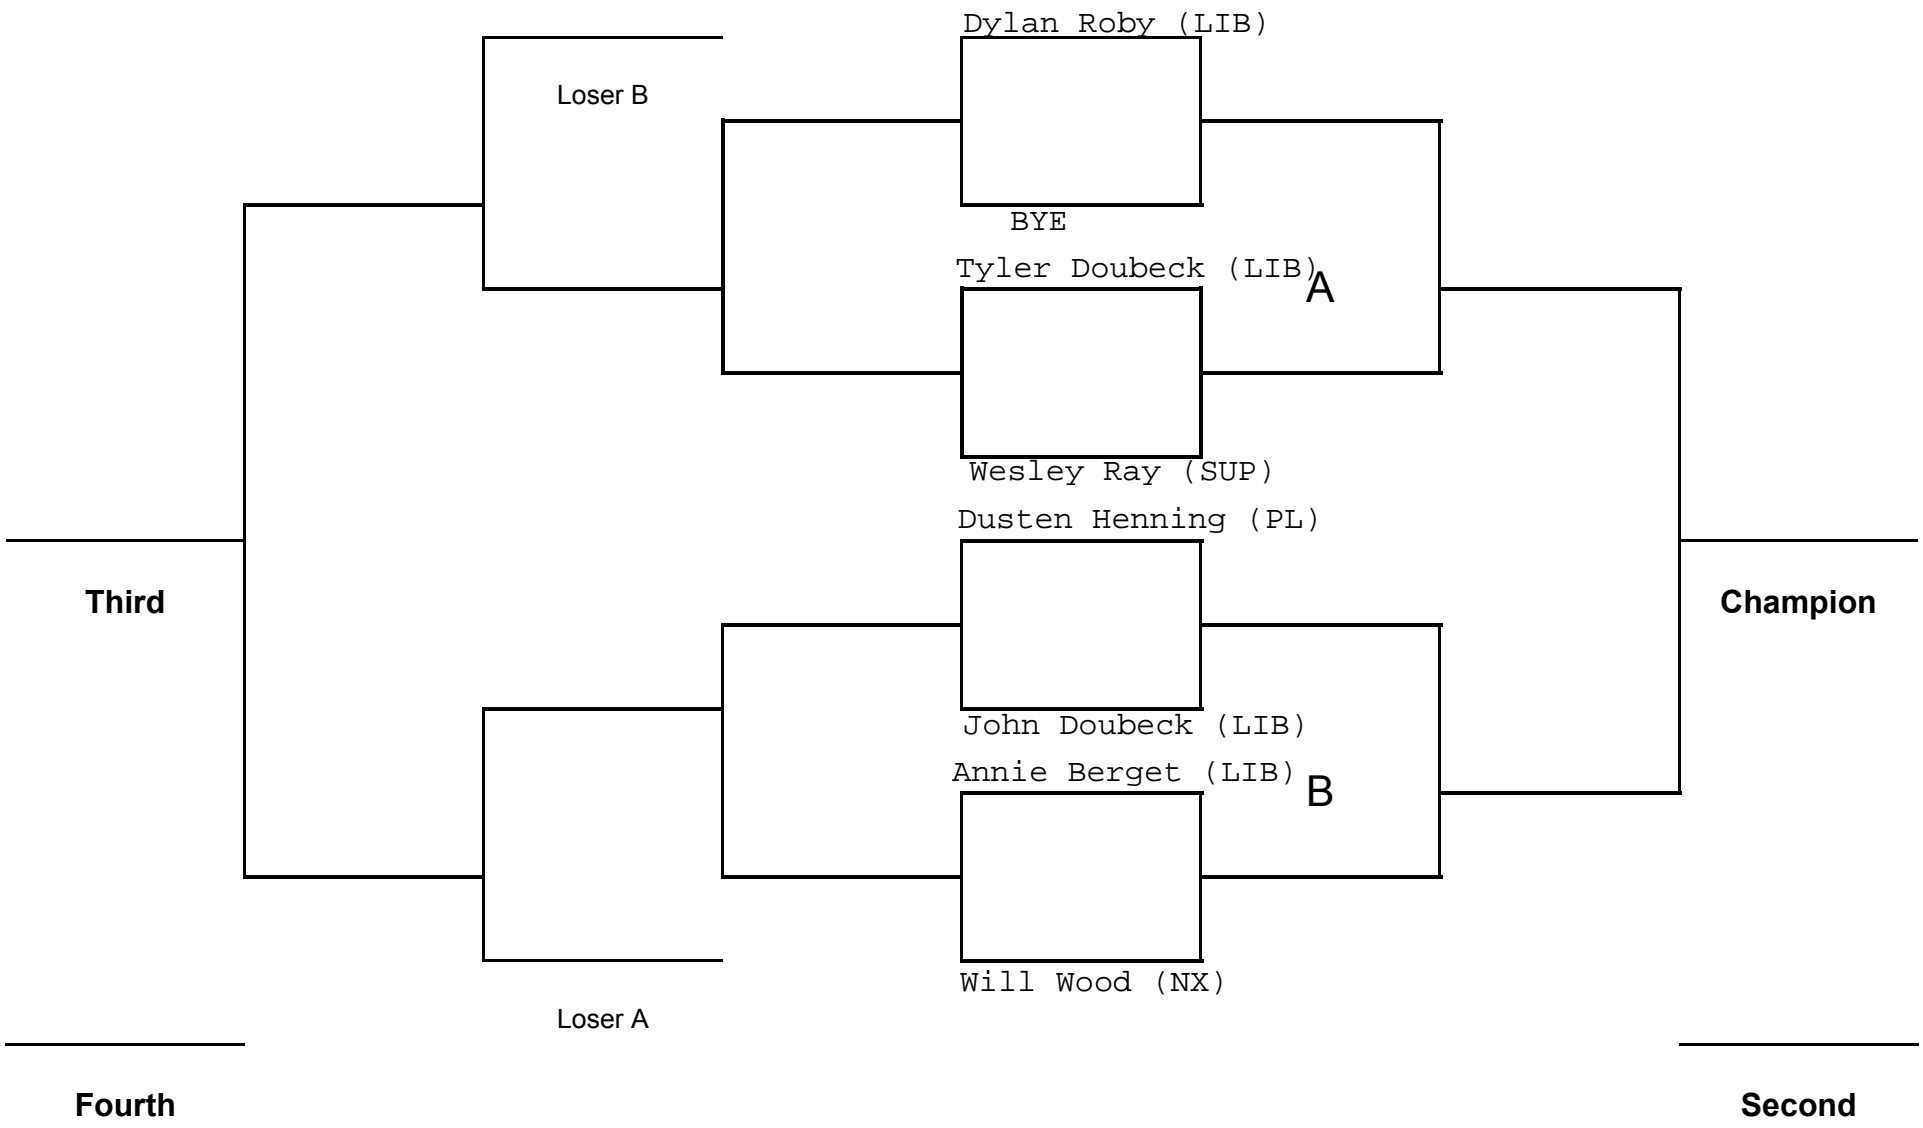 Dylan Roby (LIB)
Loser B
BYE
Tyler Doubeck (LIB)
A
Wesley Ray (SUP)
Dusten Henning (PL)
Third
Champion
John Doubeck (LIB)
Annie Berget (LIB)
B
Will Wood (NX)
Loser A
Fourth
Second